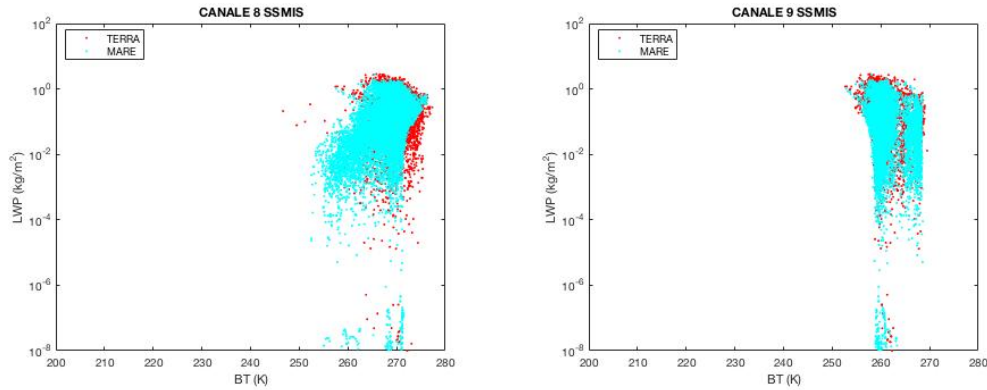 CANALE 8 SSMIS
10^2
10^0
10^-2
10^-4
10^-6
10^-8
LWP (kg/m^2)
TERRA
MARE
200 210 220 230 240 250 260 270 280
BT (K)
CANALE 9 SSMIS
10^2
10^0
10^-2
10^-4
10^-6
10^-8
LWP (kg/m^2)
TERRA
MARE
200 210 220 230 240 250 260 270 280
BT (K)